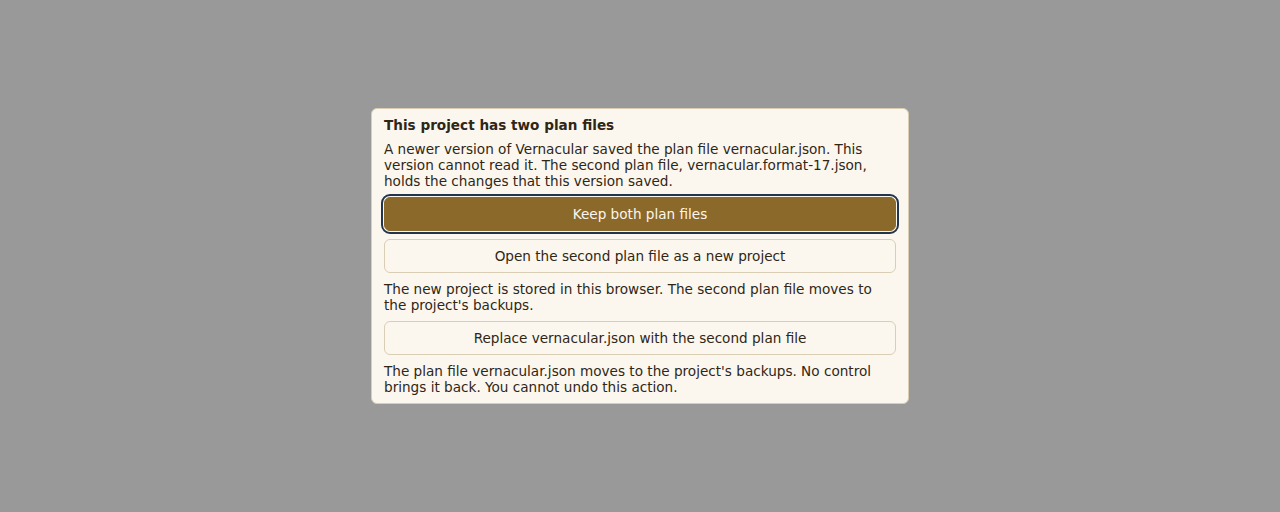 This project has two plan files
A newer version of Vernacular saved the plan file vernacular.json. This
version cannot read it. The second plan file, vernacular.format-17.json,
holds the changes that this version saved.
Keep both plan files
Open the second plan file as a new project
The new project is stored in this browser. The second plan file moves to
the project's backups.
Replace vernacular.json with the second plan file
The plan file vernacular.json moves to the project's backups. No control
brings it back. You cannot undo this action.